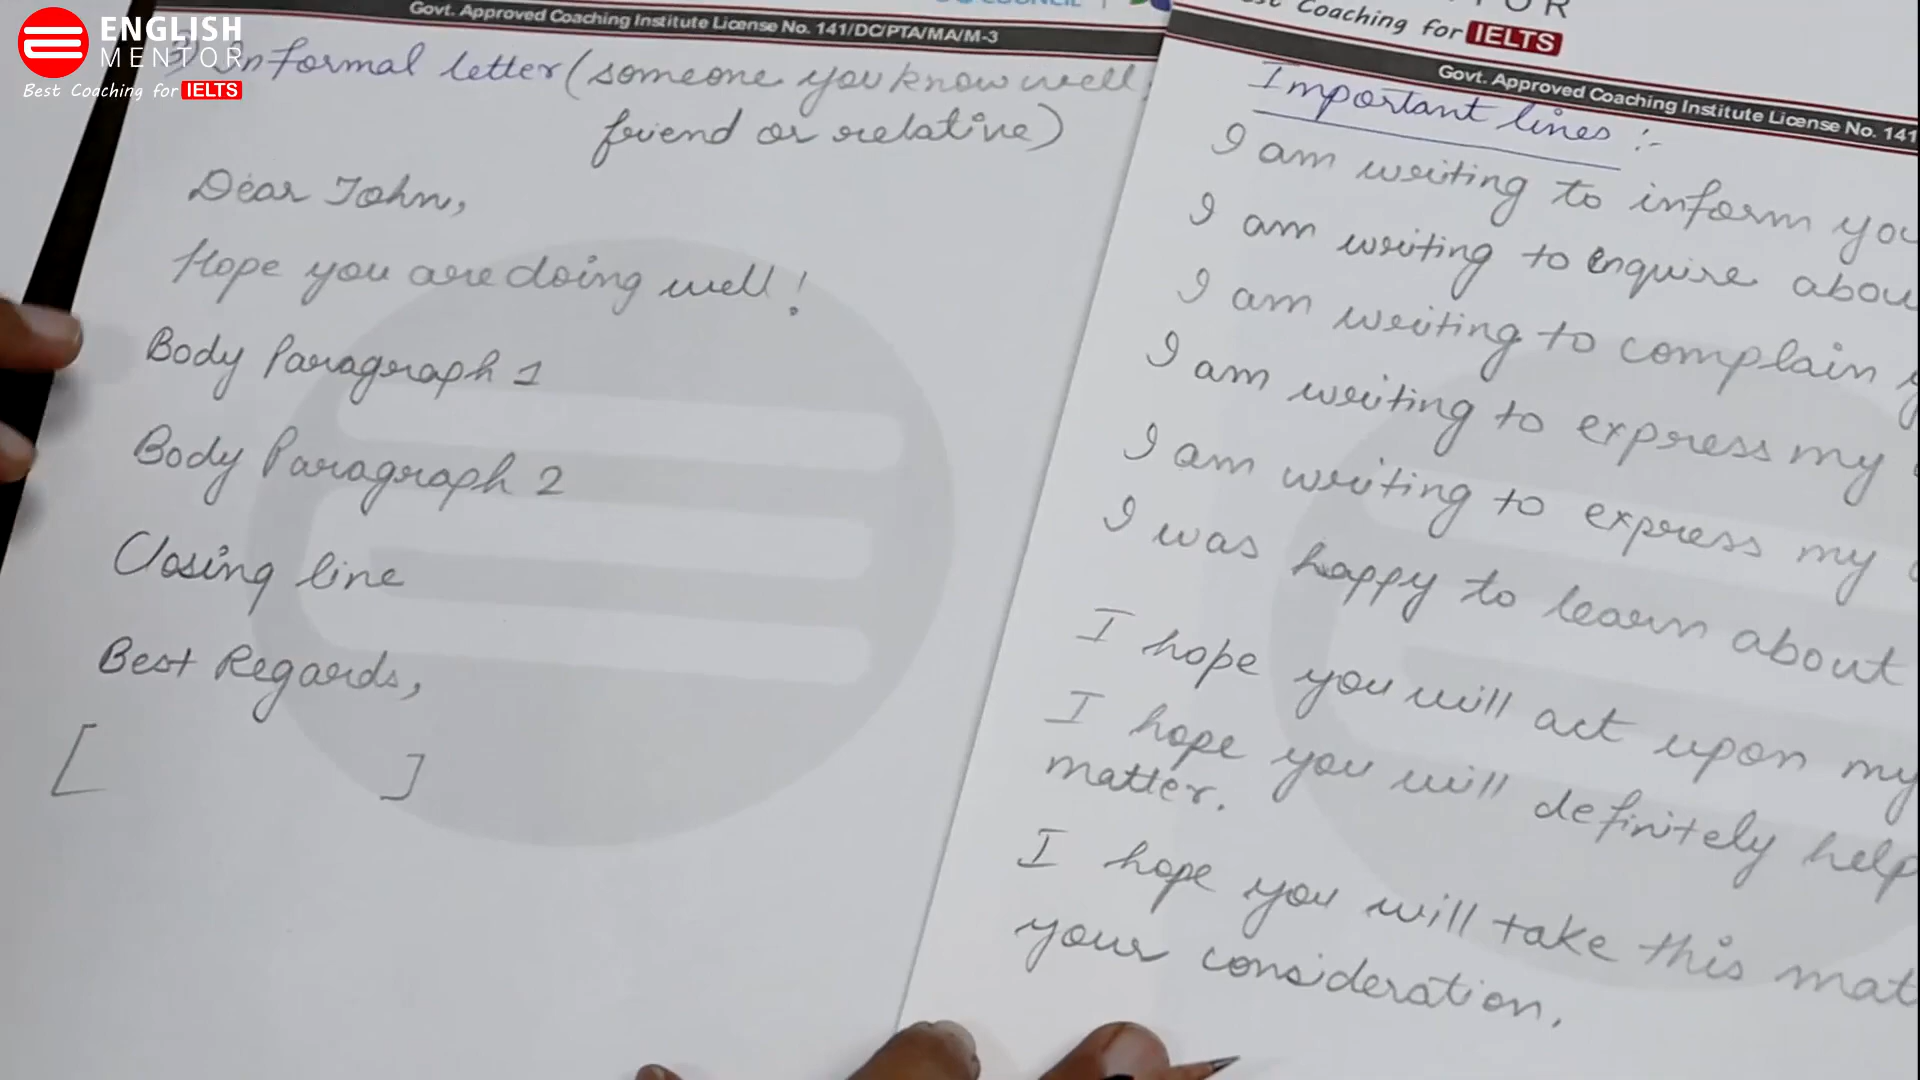 ENGLISH
MENTOR
Best Coaching for IELTS
Govt. Approved Coaching Institute License No. 141/DC/PTA/MA/M-3
Informal letter (someone you know well,
friend or relative)
Dear John,
Hope you are doing well!
Body Paragraph 1
Body Paragraph 2
Closing line
Best Regards,
[ ]
Coaching for IELTS
Govt. Approved Coaching Institute License No. 141
Important lines :-
I am writing to inform you
I am writing to enquire abou
I am writing to complain
I am writing to express my
I am writing to express my
I was happy to learn about
I hope you will act upon my
I hope you will definitely help
matter.
I hope you will take this mat
your consideration.